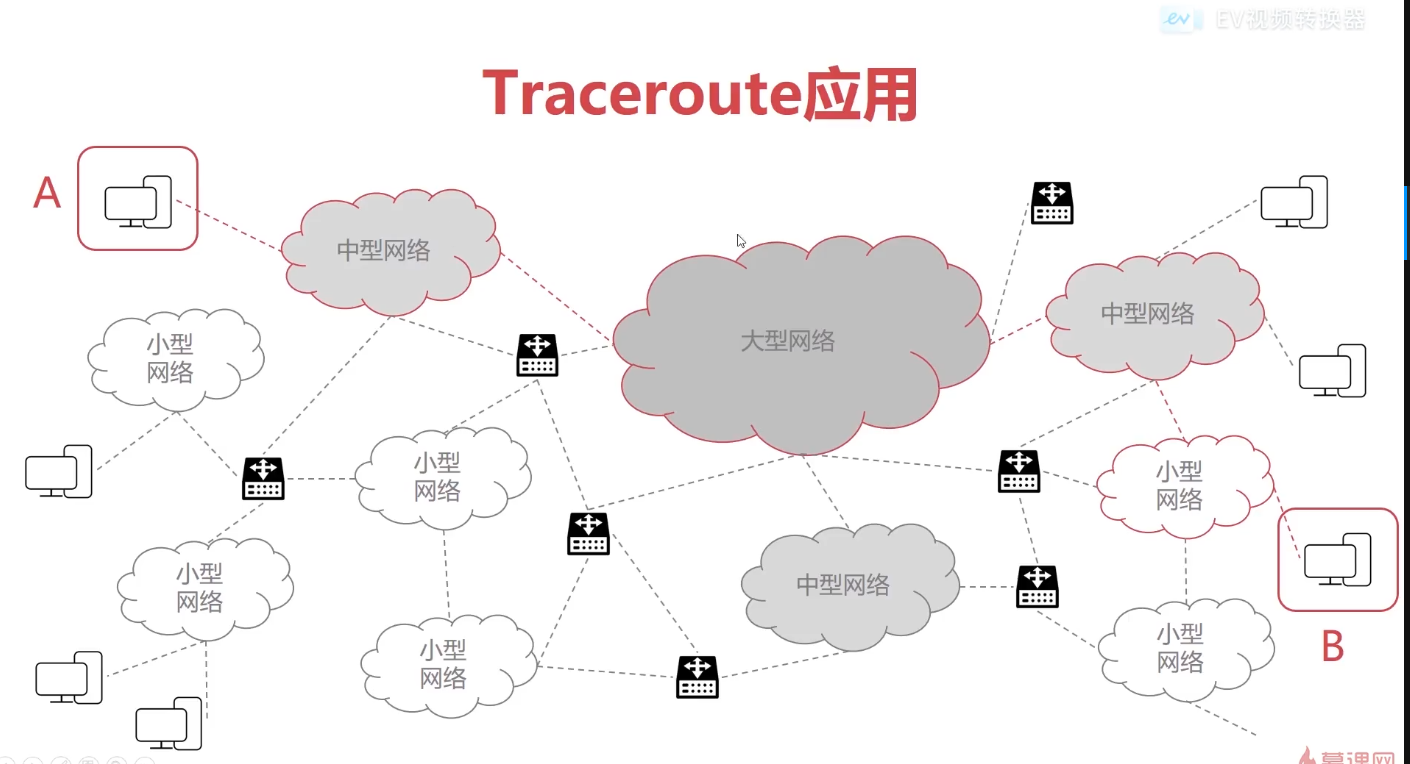 EV视频转换器
Traceroute应用
A
中型网络
大型网络
中型网络
小型
网络
小型
网络
小型
网络
小型
网络
中型网络
小型
网络
B
小型
网络
小型
网络
慕课网